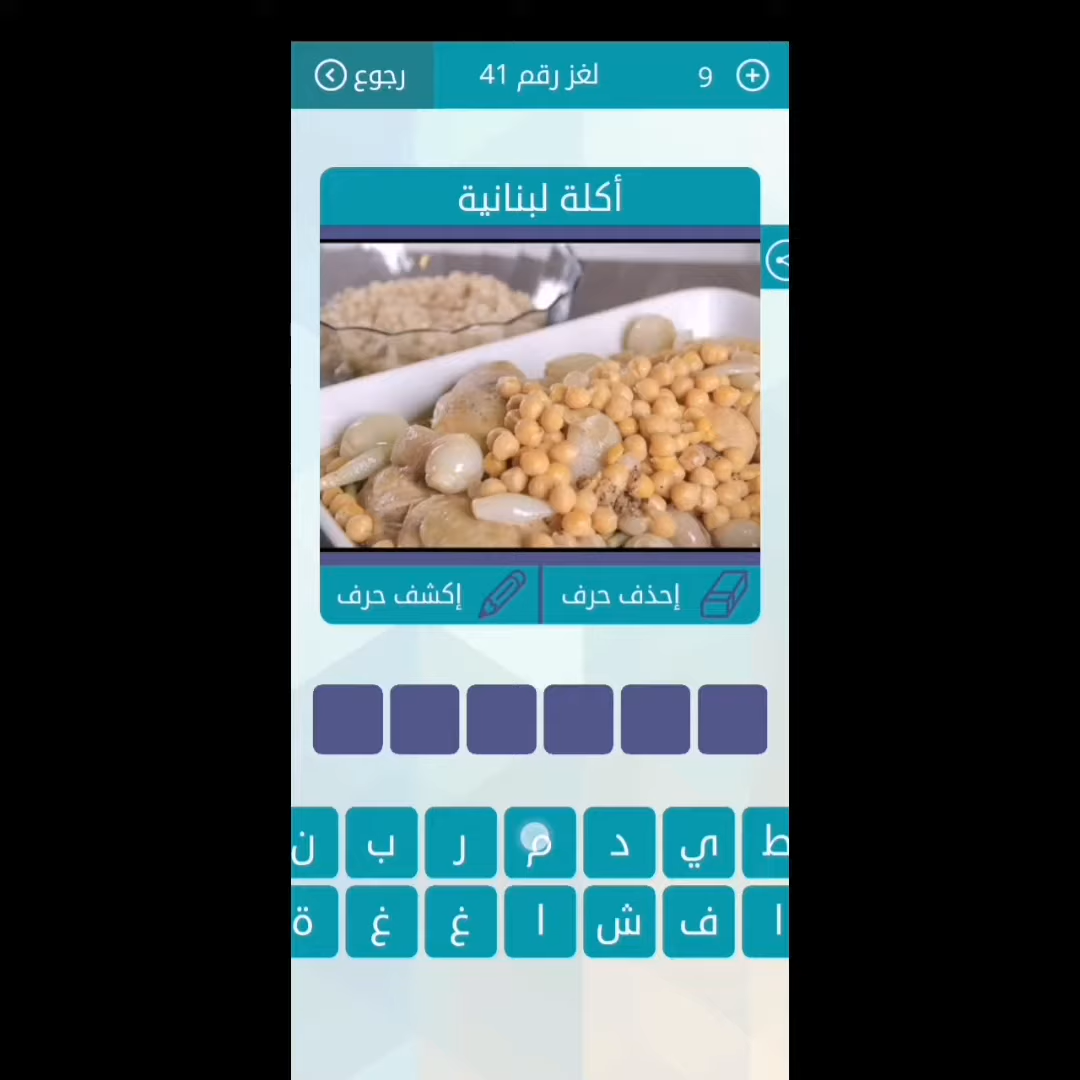 رجوع
لغز رقم 41
9
أكلة لبنانية
إحذف حرف
إكشف حرف
ط ي د م ر ب ن
ا ف ش ا غ غ ة